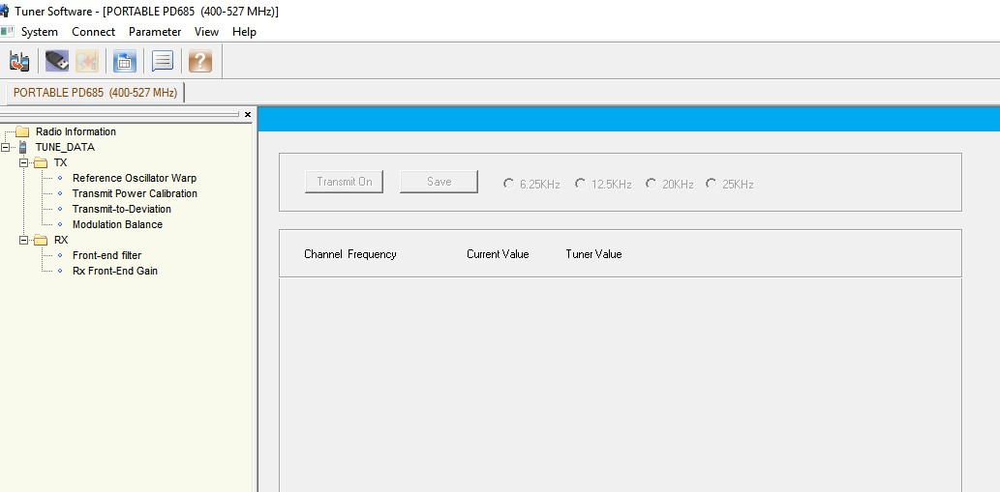 Tuner Software - [PORTABLE PD685  (400-527 MHz)]
System Connect Parameter View Help
PORTABLE PD685  (400-527 MHz)
Radio Information
TUNE_DATA
TX
Reference Oscillator Warp
Transmit Power Calibration
Transmit-to-Deviation
Modulation Balance
RX
Front-end filter
Rx Front-End Gain
Transmit On Save 6.25KHz 12.5KHz 20KHz 25KHz
Channel Frequency Current Value Tuner Value